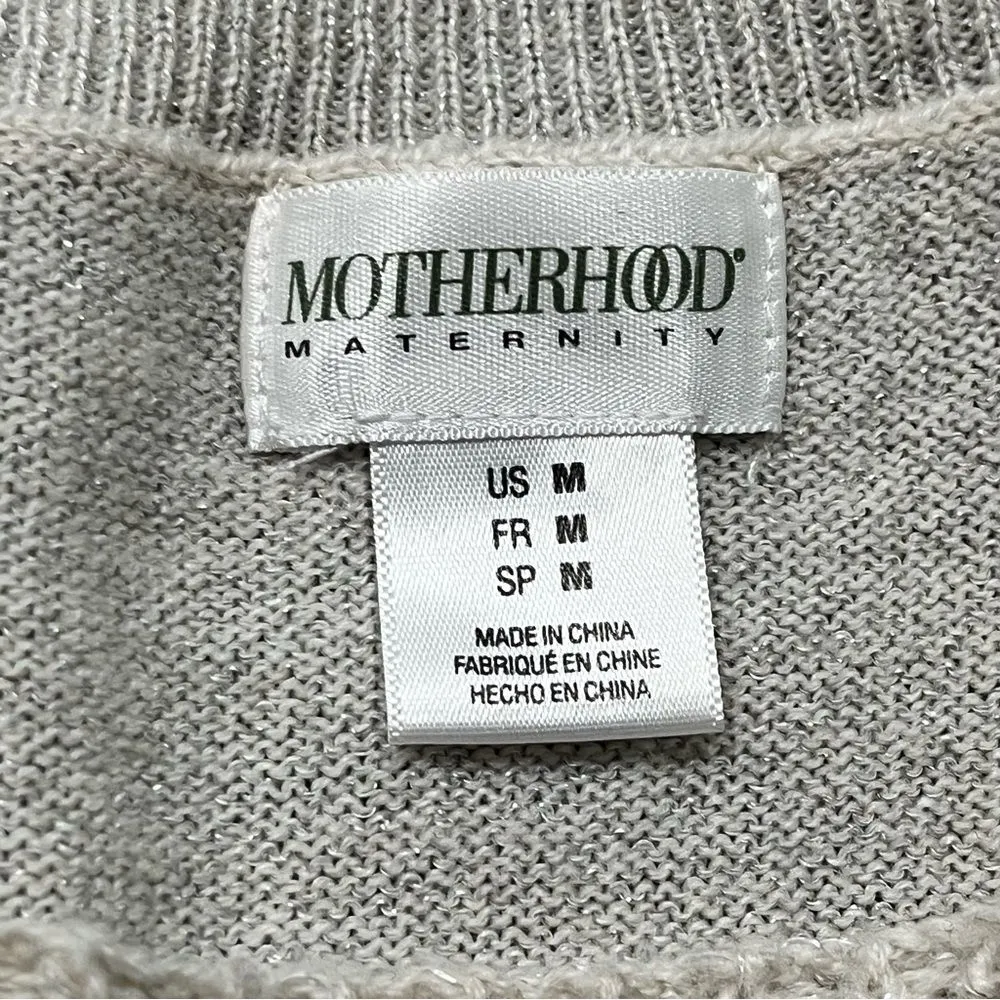 MOTHERHOOD®
MATERNITY
US M
FR M
SP M
MADE IN CHINA
FABRIQUÉ EN CHINE
HECHO EN CHINA